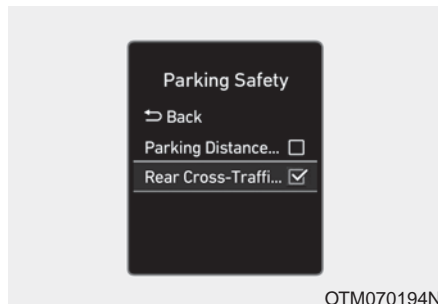 Parking Safety
Back
Parking Distance...
Rear Cross-Traffi...
OTM070194N